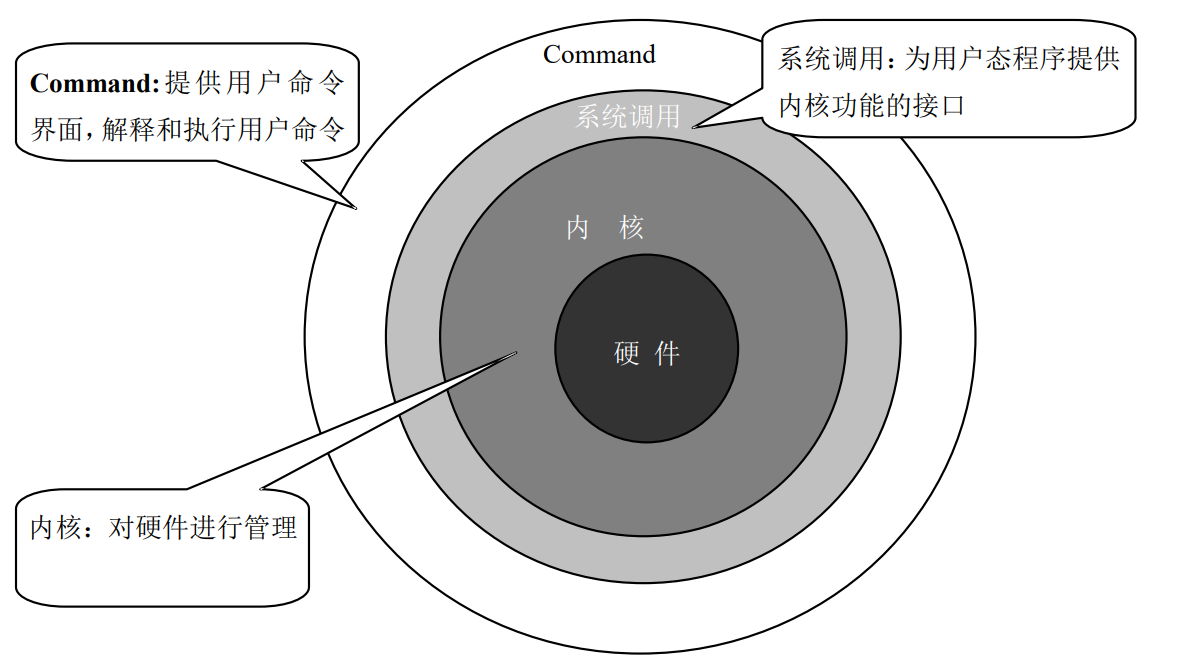 Command
Command:提供用户命令
界面，解释和执行用户命令
系统调用：为用户态程序提供
内核功能的接口
系统调用
内 核
硬 件
内核：对硬件进行管理